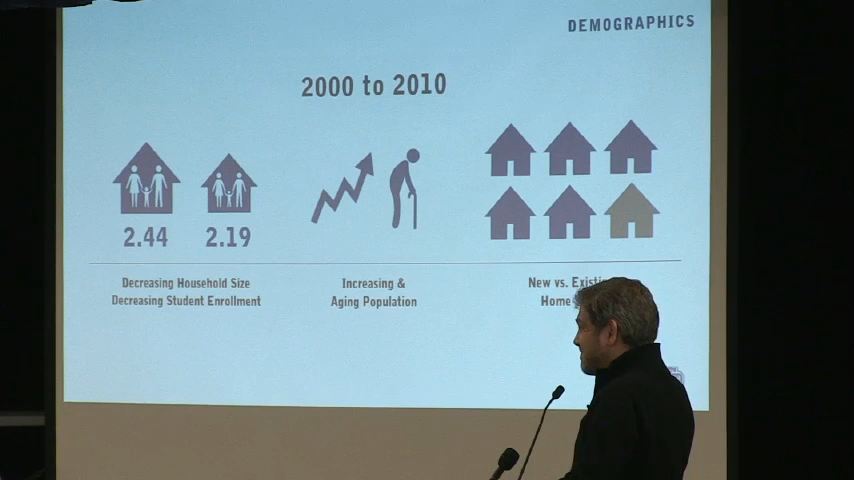 DEMOGRAPHICS
2000 to 2010
2.44
2.19
Decreasing Household Size
Decreasing Student Enrollment
Increasing &
Aging Population
New vs.
Home